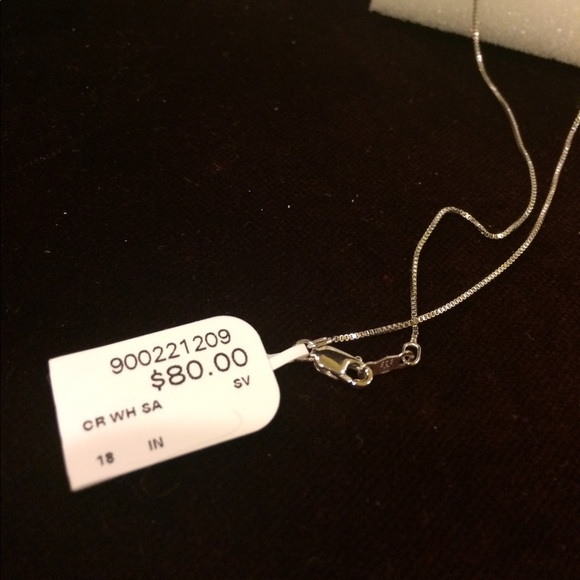 900221209
$80.00
SV
CR WH SA
18 IN